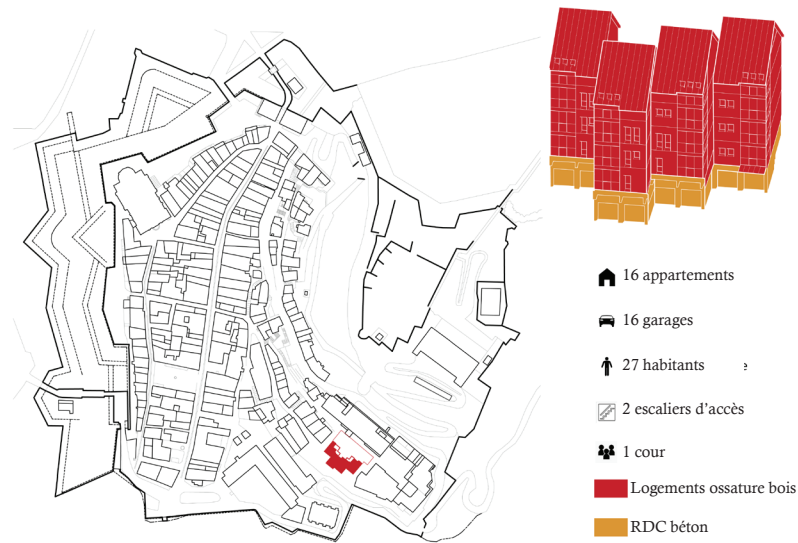 16 appartements
16 garages
27 habitants e
2 escaliers d’accès
1 cour
Logements ossature bois
RDC béton